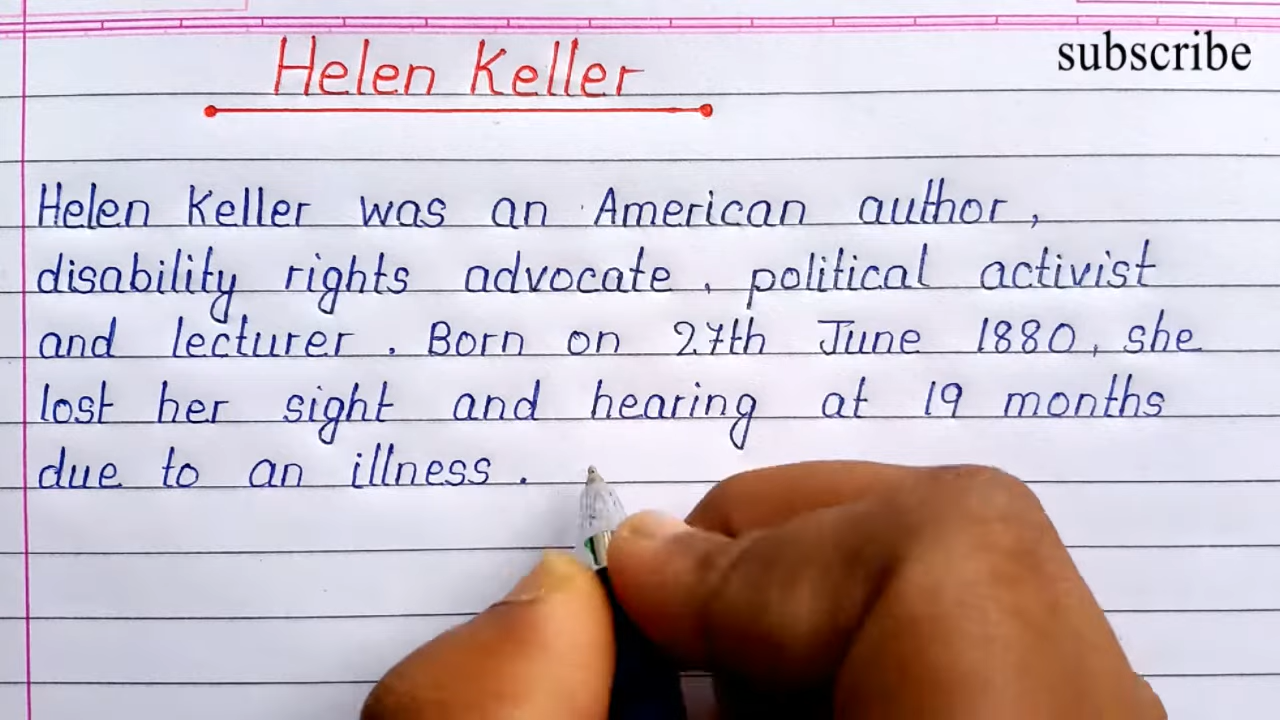 Helen Keller
subscribe
Helen Keller was an American author,
disability rights advocate, political activist
and lecturer. Born on 27th June 1880, she
lost her sight and hearing at 19 months
due to an illness.